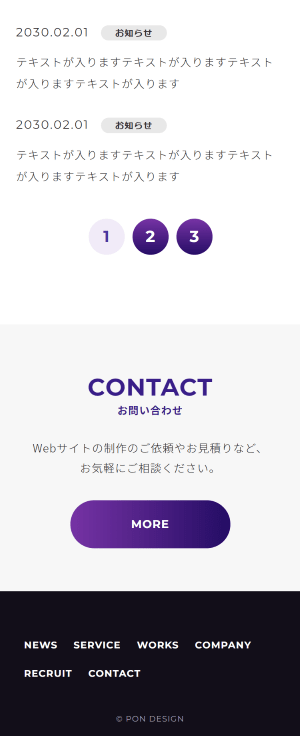 2030.02.01 お知らせ
テキストが入りますテキストが入りますテキスト
が入りますテキストが入ります
2030.02.01 お知らせ
テキストが入りますテキストが入りますテキスト
が入りますテキストが入ります
1 2 3
CONTACT
お問い合わせ
Webサイトの制作のご依頼やお見積りなど、
お気軽にご相談ください。
MORE
NEWS SERVICE WORKS COMPANY
RECRUIT CONTACT
© PON DESIGN